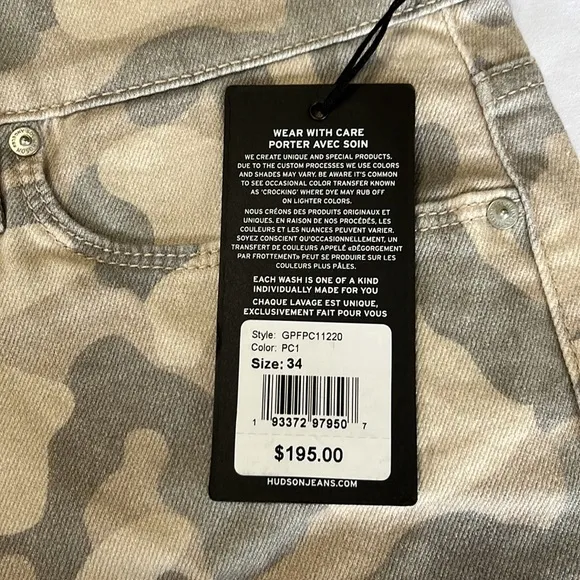 WEAR WITH CARE
PORTER AVEC SOIN
WE CREATE UNIQUE AND SPECIAL PRODUCTS.
DUE TO THE CUSTOM PROCESSES WE USE COLORS
AND SHADES MAY VARY. BE AWARE IT'S COMMON
TO SEE OCCASIONAL COLOR TRANSFER KNOWN
AS 'CROCKING' WHERE DYE MAY RUB OFF
ON LIGHTER COLORS.
NOUS CRÉONS DES PRODUITS ORIGINAUX ET
UNIQUES. EN RAISON DE NOS PROCÉDÉS, LES
COULEURS ET LES NUANCES PEUVENT VARIER.
SOYEZ CONSCIENT QU'OCCASIONNELLEMENT, UN
TRANSFERT DE COULEURS APPELÉ «DÉGORGEMENT
PAR FROTTEMENT» PEUT SE PRODUIRE SUR LES
COULEURS PLUS PÂLES.
EACH WASH IS ONE OF A KIND
INDIVIDUALLY MADE FOR YOU
CHAQUE LAVAGE EST UNIQUE,
EXCLUSIVEMENT FAIT POUR VOUS
Style: GPFPC11220
Color: PC1
Size: 34
1 93372 97950 7
$195.00
HUDSONJEANS.COM